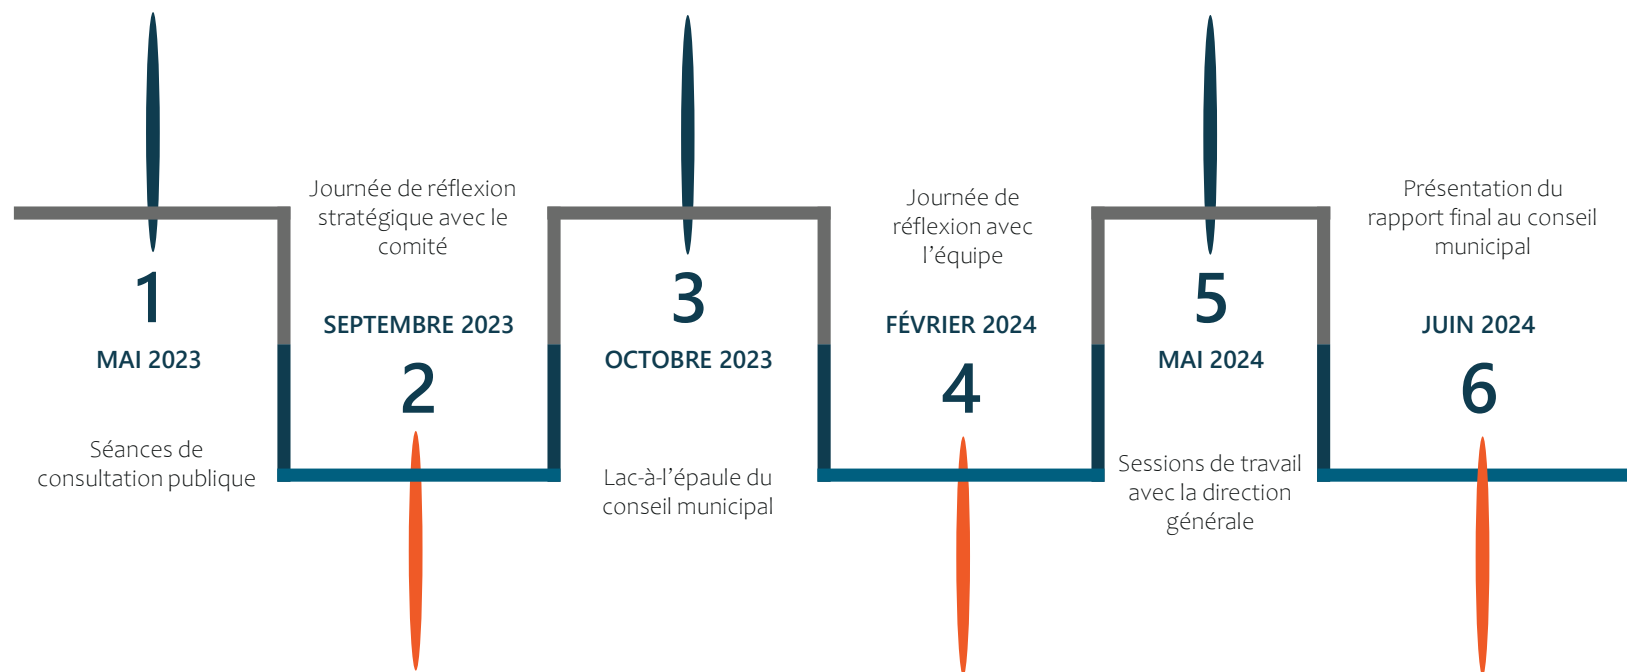 1
MAI 2023
Séances de
consultation publique
Journée de réflexion
stratégique avec le
comité
SEPTEMBRE 2023
2
3
OCTOBRE 2023
Lac-à-l’épaule du
conseil municipal
Journée de
réflexion avec
l’équipe
FÉVRIER 2024
4
5
MAI 2024
Sessions de travail
avec la direction
générale
Présentation du
rapport final au conseil
municipal
JUIN 2024
6